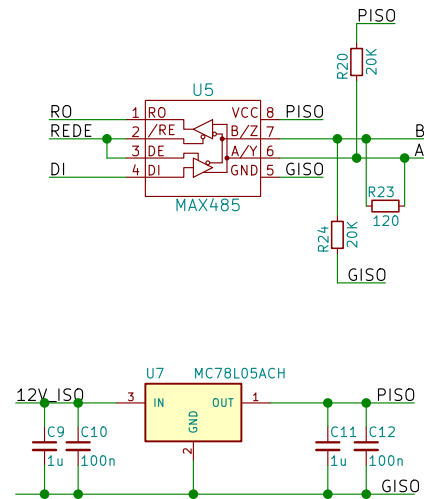 PISO
R20
20K
U5
RO
1
RO
VCC
8
PISO
REDE
2
/RE
B/Z
7
B
3
DE
A/Y
6
A
DI
4
DI
GND
5
GISO
MAX485
R23
120
R24
20K
GISO
U7
MC78L05ACH
12V_ISO
3
IN
OUT
1
PISO
GND
2
C9
1u
C10
100n
C11
1u
C12
100n
GISO